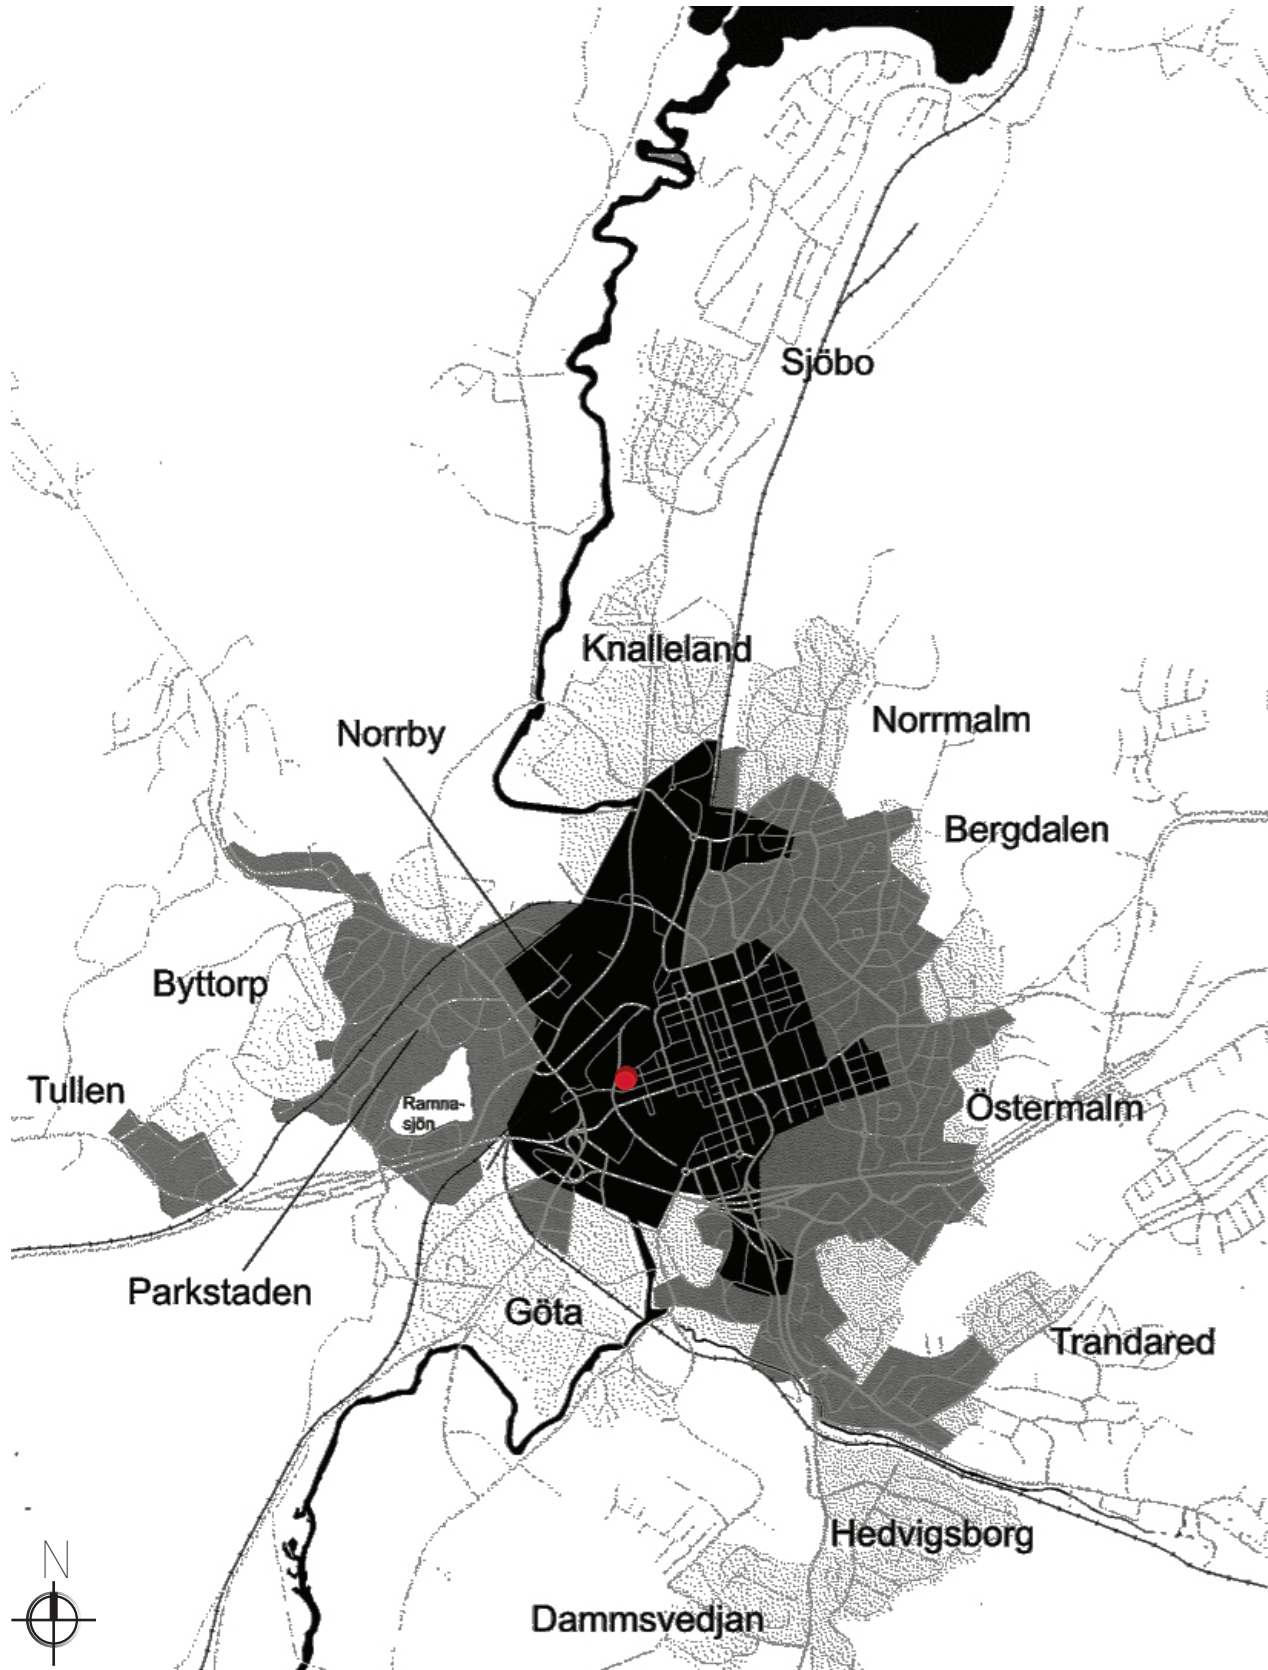 Sjöbo
Knalleland
Norrmalm
Norrby
Bergdalen
Byttorp
Tullen
Ramna-
sjön
Östermalm
Parkstaden
Göta
Trandared
Hedvigsborg
N
Dammsvedjan